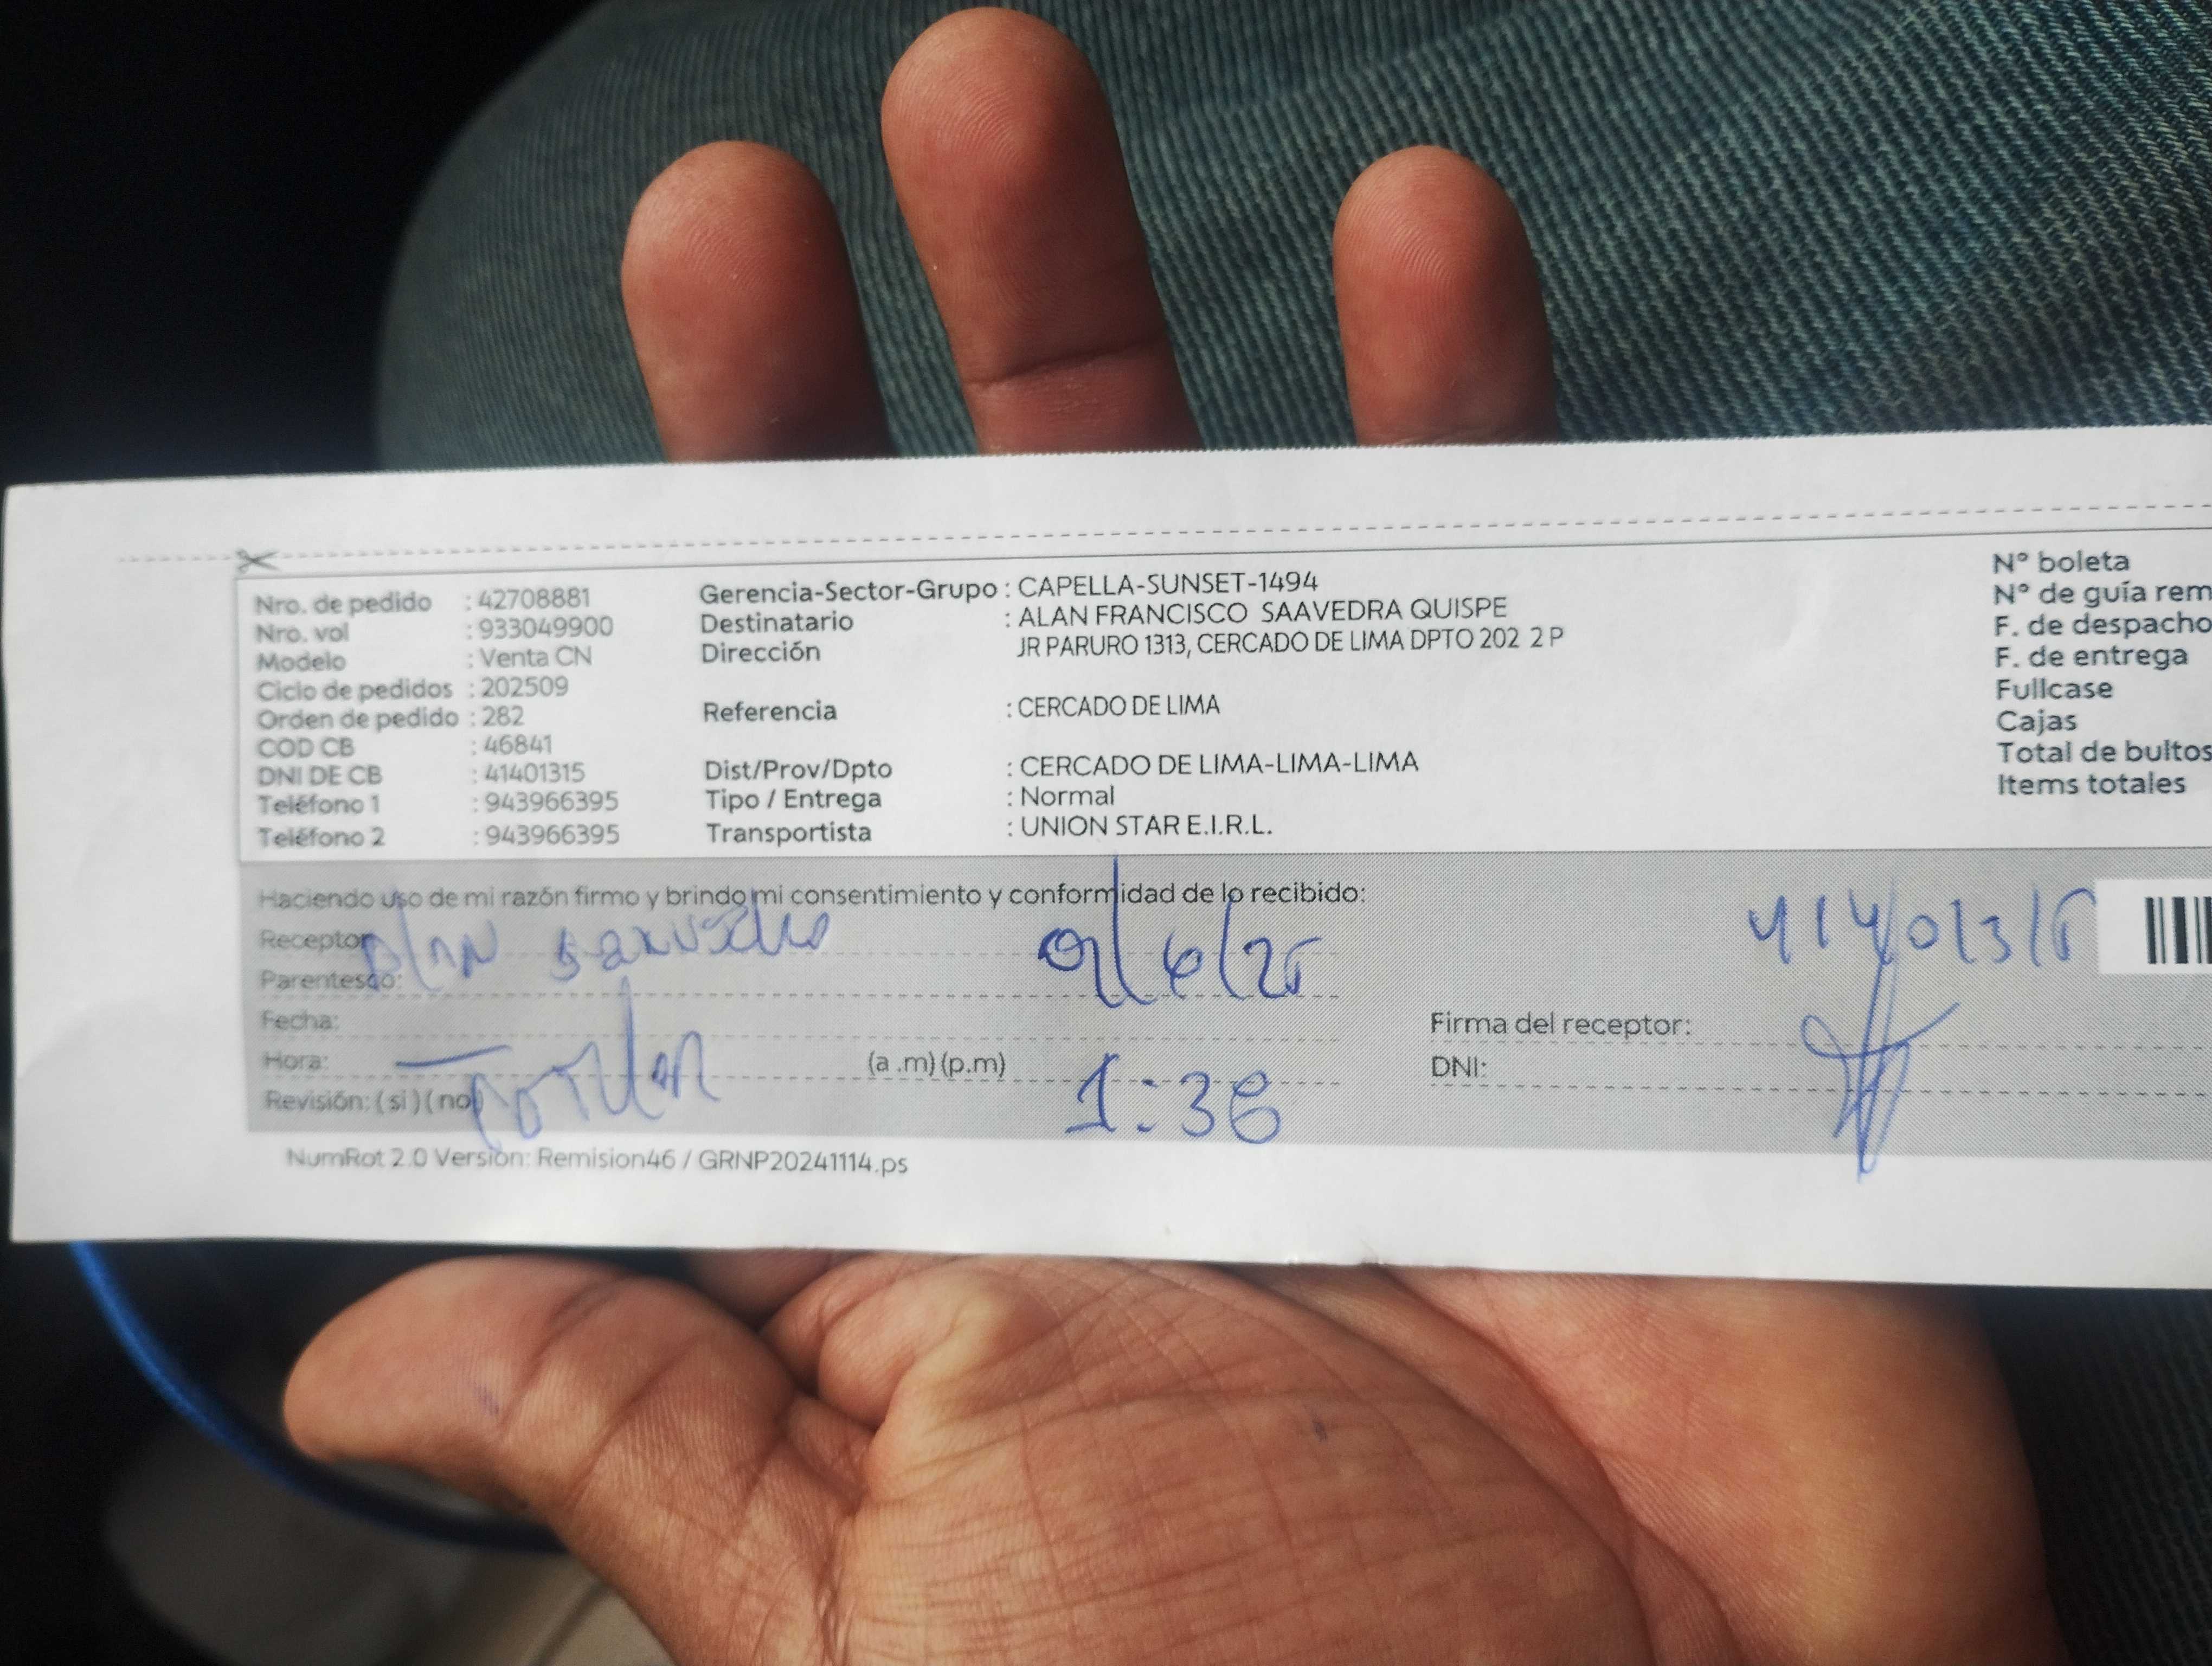 Nro. de pedido : 42708881
Nro. vol : 933049900
Modelo : Venta CN
Ciclo de pedidos : 202509
Orden de pedido : 282
COD CB : 46841
DNI DE CB : 41401315
Teléfono 1 : 943966395
Teléfono 2 : 943966395
Gerencia-Sector-Grupo : CAPELLA-SUNSET-1494
Destinatario : ALAN FRANCISCO SAAVEDRA QUISPE
Dirección JR PARURO 1313, CERCADO DE LIMA DPTO 202 2 P
Referencia : CERCADO DE LIMA
Dist/Prov/Dpto : CERCADO DE LIMA-LIMA-LIMA
Tipo / Entrega : Normal
Transportista : UNION STAR E.I.R.L.
N° boleta
N° de guía rem
F. de despacho
F. de entrega
Fullcase
Cajas
Total de bultos
Items totales
Haciendo uso de mi razón firmo y brindo mi consentimiento y conformidad de lo recibido:
Receptor Alan Saavedra 9/6/25 41401315
Parentesco:
Fecha:
Hora: (a .m) (p.m) 1:38
Revisión: ( si ) ( no
Firma del receptor:
DNI:
NumRot 2.0 Version: Remision46 / GRNP20241114.ps